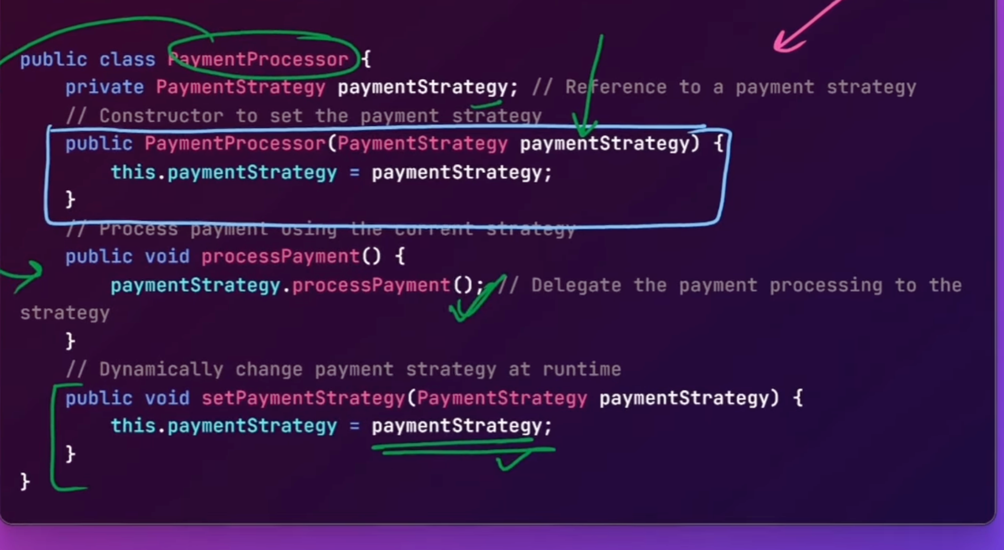 public class PaymentProcessor {
private PaymentStrategy paymentStrategy; // Reference to a payment strategy
// Constructor to set the payment strategy
public PaymentProcessor(PaymentStrategy paymentStrategy) {
this.paymentStrategy = paymentStrategy;
}
// Process payment using the current strategy
public void processPayment() {
paymentStrategy.processPayment(); // Delegate the payment processing to the
strategy
}
// Dynamically change payment strategy at runtime
public void setPaymentStrategy(PaymentStrategy paymentStrategy) {
this.paymentStrategy = paymentStrategy;
}
}